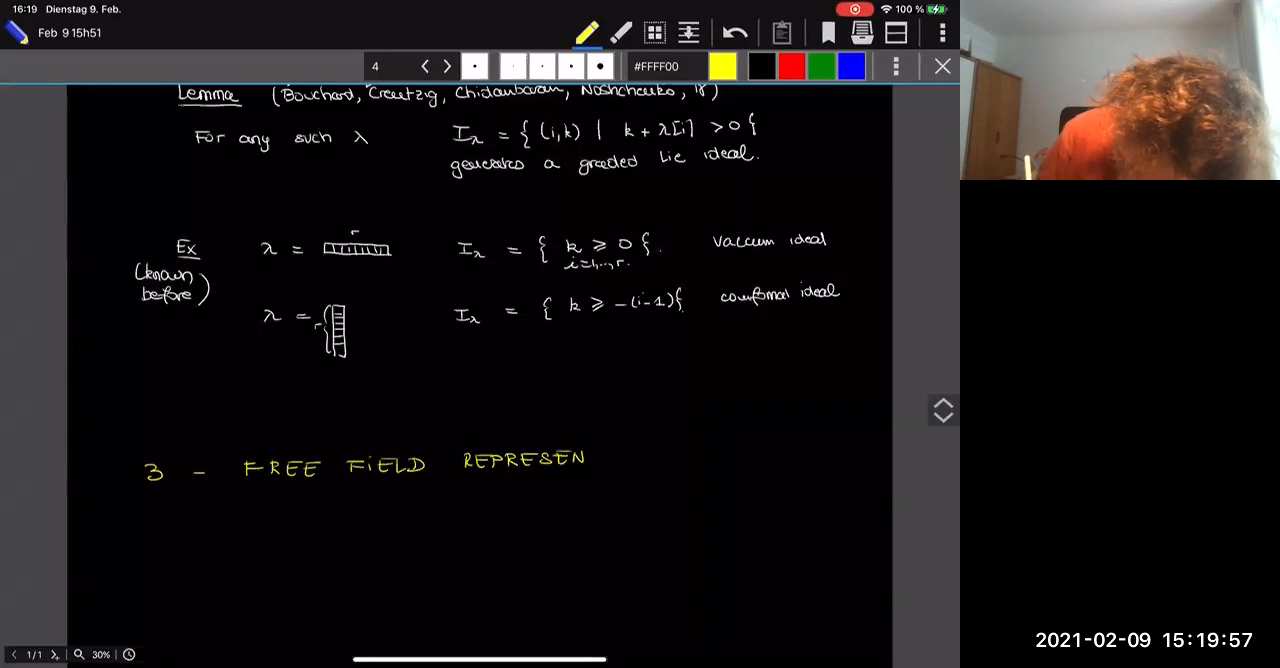 16:19 Dienstag 9. Feb.
100 %
Feb 9 15h51
4
#FFFF00
Lemma (Bouchard, Creutzig, Chidambaram, Noshchenko, 18)
For any such λ I_λ = { (i,k) | k + λ[i] > 0 {
generates a graded Lie ideal.
r
Ex λ = I_λ = { k ≥ 0 { . vaccum ideal
i=1,...,r.
(known before)
λ = r I_λ = { k ≥ -(i-1) { . conformal ideal
3 - FREE FIELD REPRESEN
1/1
30%
2021-02-09 15:19:57